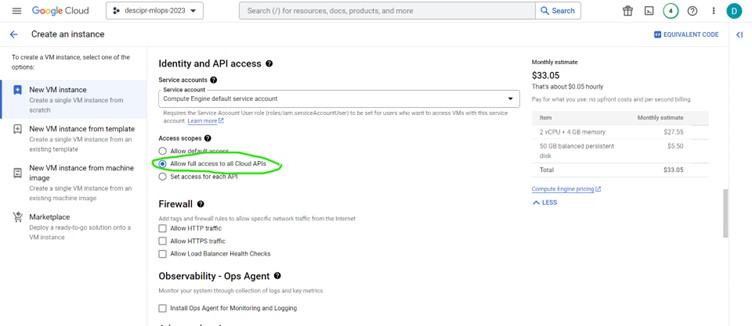 Google Cloud
descipr-mlops-2023
Search (/) for resources, docs, products, and more
Search
4
D
Create an instance
EQUIVALENT CODE
To create a VM instance, select one of the options:
New VM instance
Create a single VM instance from scratch
New VM instance from template
Create a single VM instance from an existing template
New VM instance from machine image
Create a single VM instance from an existing machine image
Marketplace
Deploy a ready-to-go solution onto a VM instance
Identity and API access
Service accounts
Service account
Compute Engine default service account
Requires the Service Account User role (roles/iam.serviceAccountUser) to be set for users who want to access VMs with this service
account. Learn more
Access scopes
Allow default access
Allow full access to all Cloud APIs
Set access for each API
Firewall
Add tags and firewall rules to allow specific network traffic from the Internet
Allow HTTP traffic
Allow HTTPS traffic
Allow Load Balancer Health Checks
Observability - Ops Agent
Monitor your system through collection of logs and key metrics.
Install Ops Agent for Monitoring and Logging
Monthly estimate
$33.05
That's about $0.05 hourly
Pay for what you use: no upfront costs and per second billing
Item Monthly estimate
2 vCPU + 4 GB memory $27.55
50 GB balanced persistent disk $5.50
Total $33.05
Compute Engine pricing
LESS